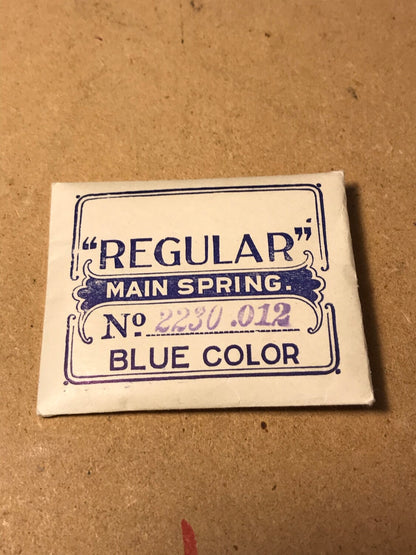 "REGULAR"
MAIN SPRING.
No 2230 .012
BLUE COLOR